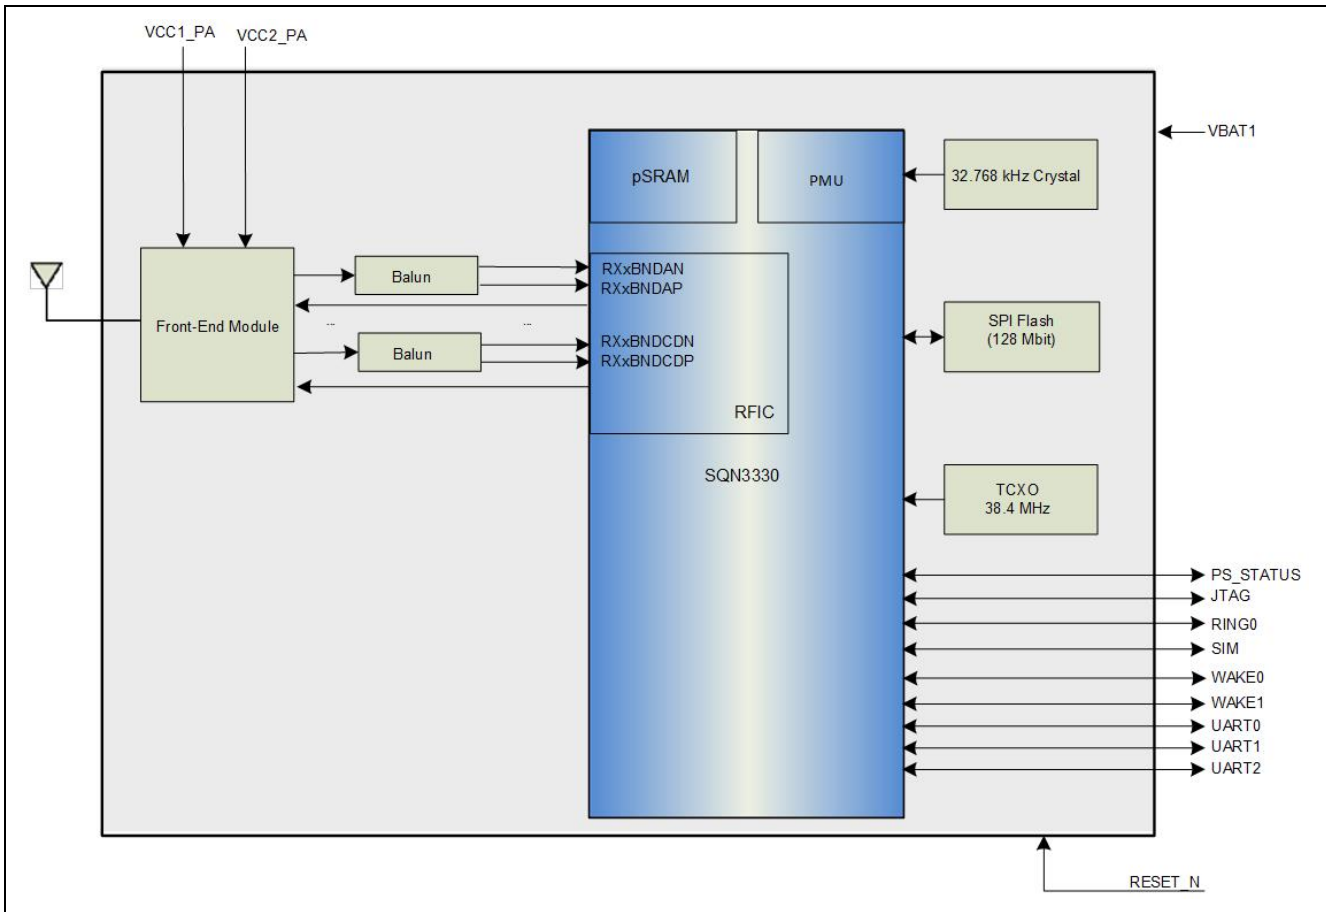 VCC1_PA
VCC2_PA
VBAT1
pSRAM
PMU
32.768 kHz Crystal
Balun
RXxBNDAN
RXxBNDAP
Front-End Module
...
...
SPI Flash
(128 Mbit)
Balun
RXxBNDCDN
RXxBNDCDP
RFIC
SQN3330
TCXO
38.4 MHz
PS_STATUS
JTAG
RING0
SIM
WAKE0
WAKE1
UART0
UART1
UART2
RESET_N